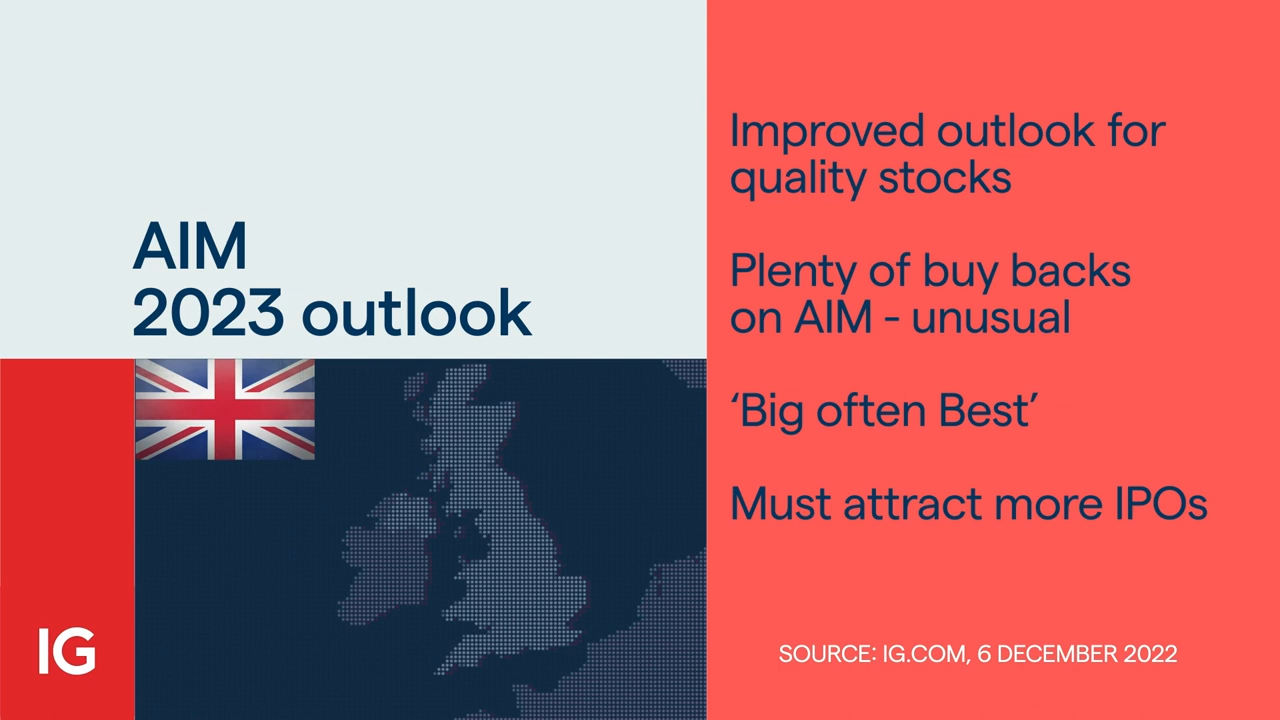 AIM
2023 outlook
IG
Improved outlook for
quality stocks
Plenty of buy backs
on AIM - unusual
‘Big often Best’
Must attract more IPOs
SOURCE: IG.COM, 6 DECEMBER 2022